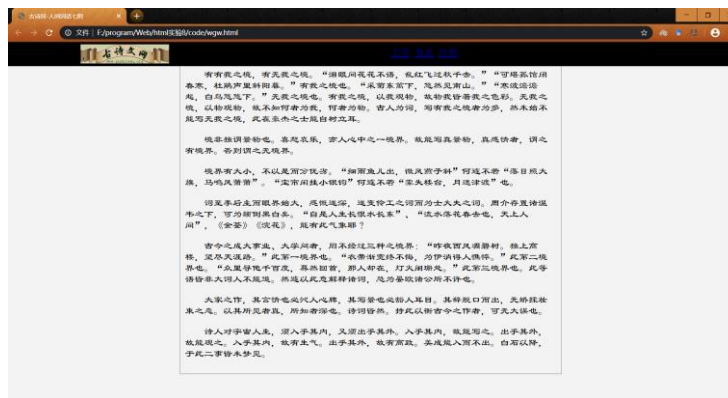 古诗网-人间词话七则
文件 | F:/program/Web/html实验8/code/wgw.html
古诗文网
有有我之境，有无我之境。“泪眼问花花不语，乱红飞过秋千去。”“可堪孤馆闭
春寒，杜鹃声里斜阳暮。”有我之境也。“采菊东篱下，悠然见南山。”“寒波澹澹
起，白鸟悠悠下。”无我之境也。有我之境，以我观物，故物我皆著我之色彩。无我之
境，以物观物，故不知何者为我，何者为物。古人为词，写有我之境者为多，然未始不
能写无我之境，此在豪杰之士能自树立耳。
境非独谓景物也。喜怒哀乐，亦人心中之一境界。故能写真景物，真感情者，谓之
有境界。否则谓之无境界。
境界有大小，不以是而分优劣。“细雨鱼儿出，微风燕子斜”何遽不若“落日照大
旗，马鸣风萧萧”。“宝帘闲挂小银钩”何遽不若“雾失楼台，月迷津渡”也。
词至李后主而眼界始大，感慨遂深，遂变伶工之词而为士大夫之词。周介存置诸温
韦之下，可为颠倒黑白矣。“自是人生长恨水长东”、“流水落花春去也，天上人
间”，《金荃》《浣花》，能有此气象耶？
古今之成大事业、大学问者，罔不经过三种之境界：“昨夜西风凋碧树。独上高
楼，望尽天涯路。”此第一境界也。“衣带渐宽终不悔，为伊消得人憔悴。”此第二境
界也。“众里寻他千百度，蓦然回首，那人却在，灯火阑珊处。”此第三境界也。此等
语皆非大词人不能道。然遽以此意解释诸词，恐为晏欧诸公所不许也。
大家之作，其言情也必沁人心脾，其写景也必豁人耳目。其辞脱口而出，无矫揉妆
束之态。以其所见者真，所知者深也。诗词皆然。持此以衡古今之作者，可无大误也。
诗人对宇宙人生，须入乎其内，又须出乎其外。入乎其内，故能写之。出乎其外，
故能观之。入乎其内，故有生气。出乎其外，故有高致。美成能入而不出。白石以降，
于此二事皆未梦见。